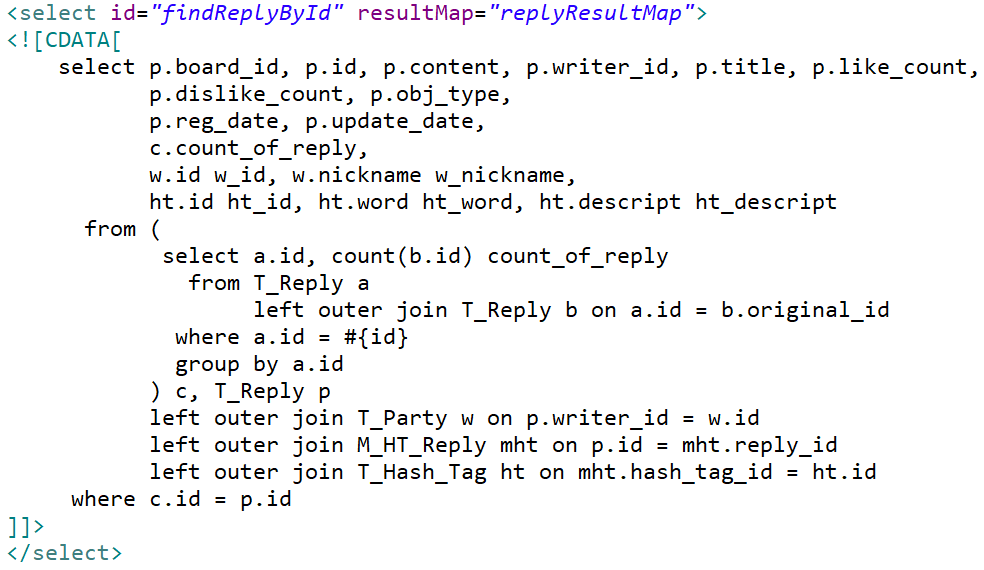 <select id="findReplyById" resultMap="replyResultMap">
<![CDATA[
    select p.board_id, p.id, p.content, p.writer_id, p.title, p.like_count,
           p.dislike_count, p.obj_type,
           p.reg_date, p.update_date,
           c.count_of_reply,
           w.id w_id, w.nickname w_nickname,
           ht.id ht_id, ht.word ht_word, ht.descript ht_descript
      from (
            select a.id, count(b.id) count_of_reply
              from T_Reply a
                   left outer join T_Reply b on a.id = b.original_id
             where a.id = #{id}
             group by a.id
           ) c, T_Reply p
           left outer join T_Party w on p.writer_id = w.id
           left outer join M_HT_Reply mht on p.id = mht.reply_id
           left outer join T_Hash_Tag ht on mht.hash_tag_id = ht.id
     where c.id = p.id
]]>
</select>